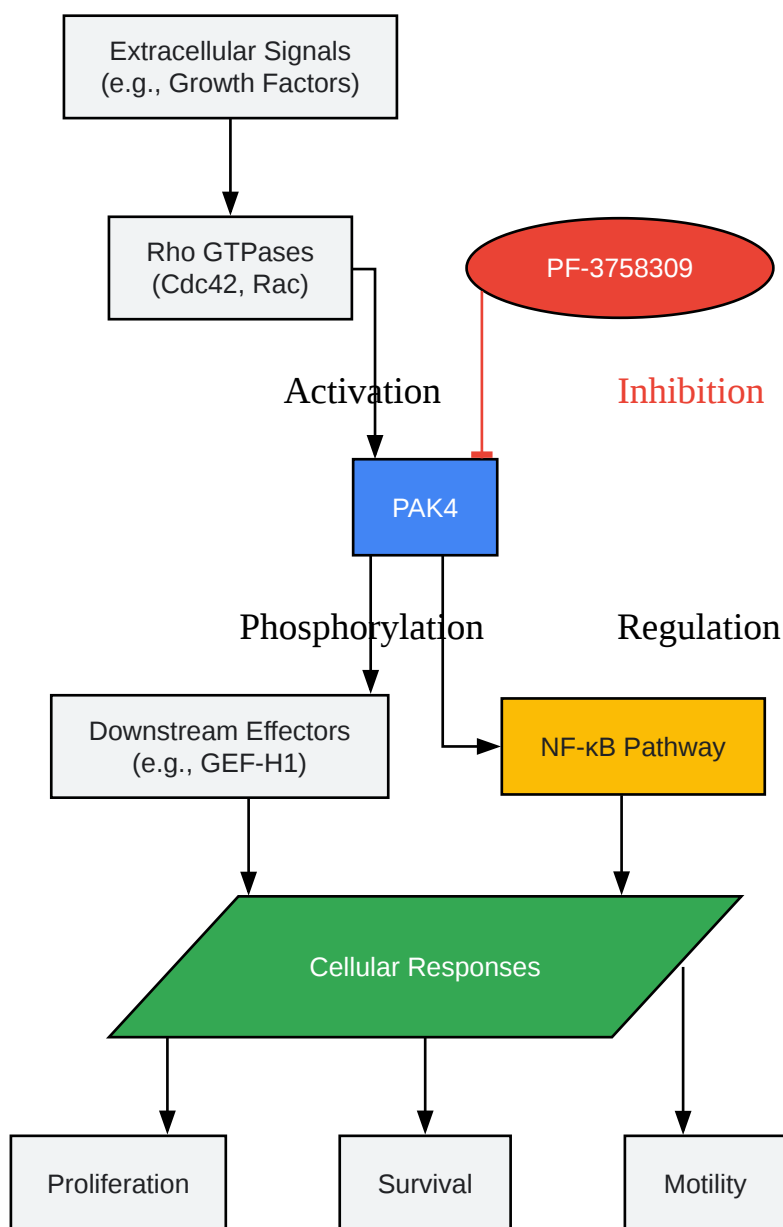 Extracellular Signals
(e.g., Growth Factors)
Rho GTPases
(Cdc42, Rac)
PF-3758309
Activation
Inhibition
PAK4
Phosphorylation
Regulation
Downstream Effectors
(e.g., GEF-H1)
NF-κB Pathway
Cellular Responses
Proliferation
Survival
Motility